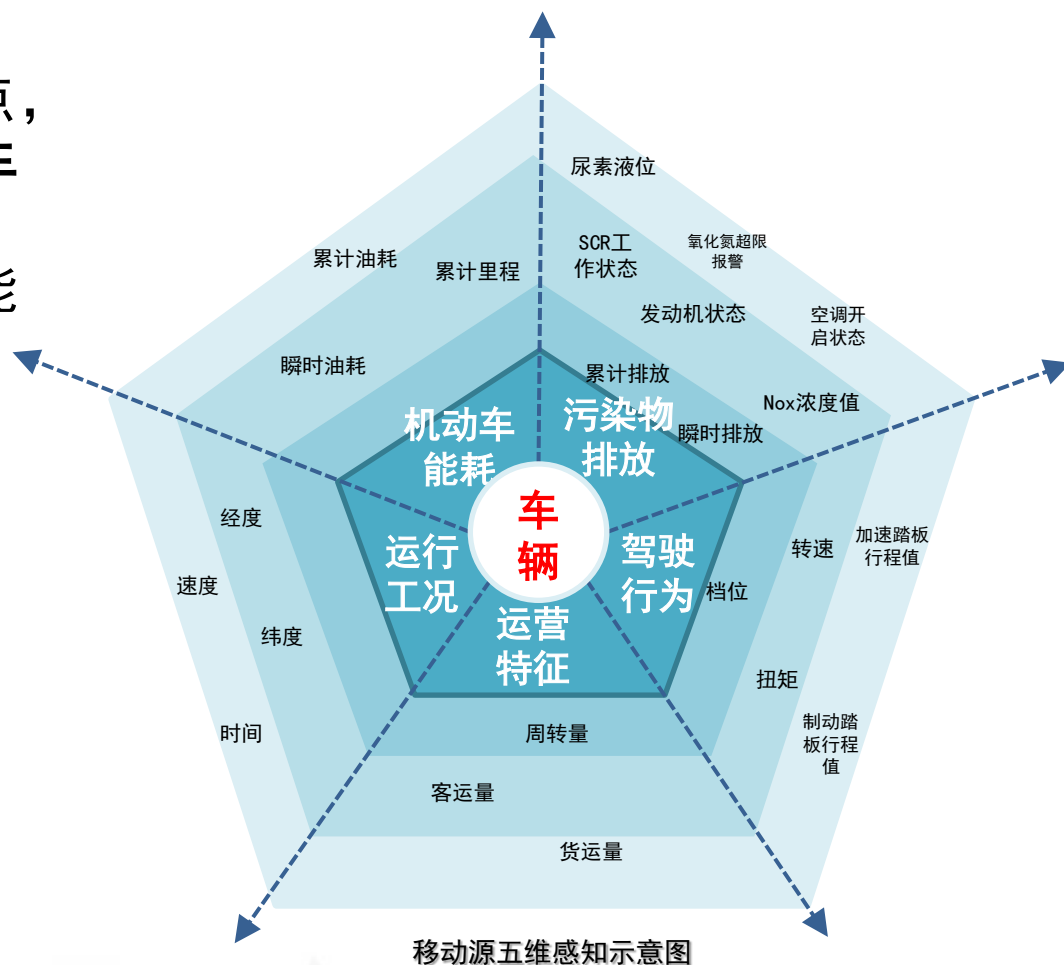 点，
能
尿素液位
SCR工
作状态
氧化氮超限
报警
累计油耗
累计里程
发动机状态
空调开
启状态
瞬时油耗
累计排放
Nox浓度值
瞬时排放
机动车
能耗
污染物
排放
车
辆
经度
速度
纬度
时间
运行
工况
驾驶
行为
转速
加速踏板
行程值
档位
扭矩
制动踏
板行程
值
运营
特征
周转量
客运量
货运量
移动源五维感知示意图